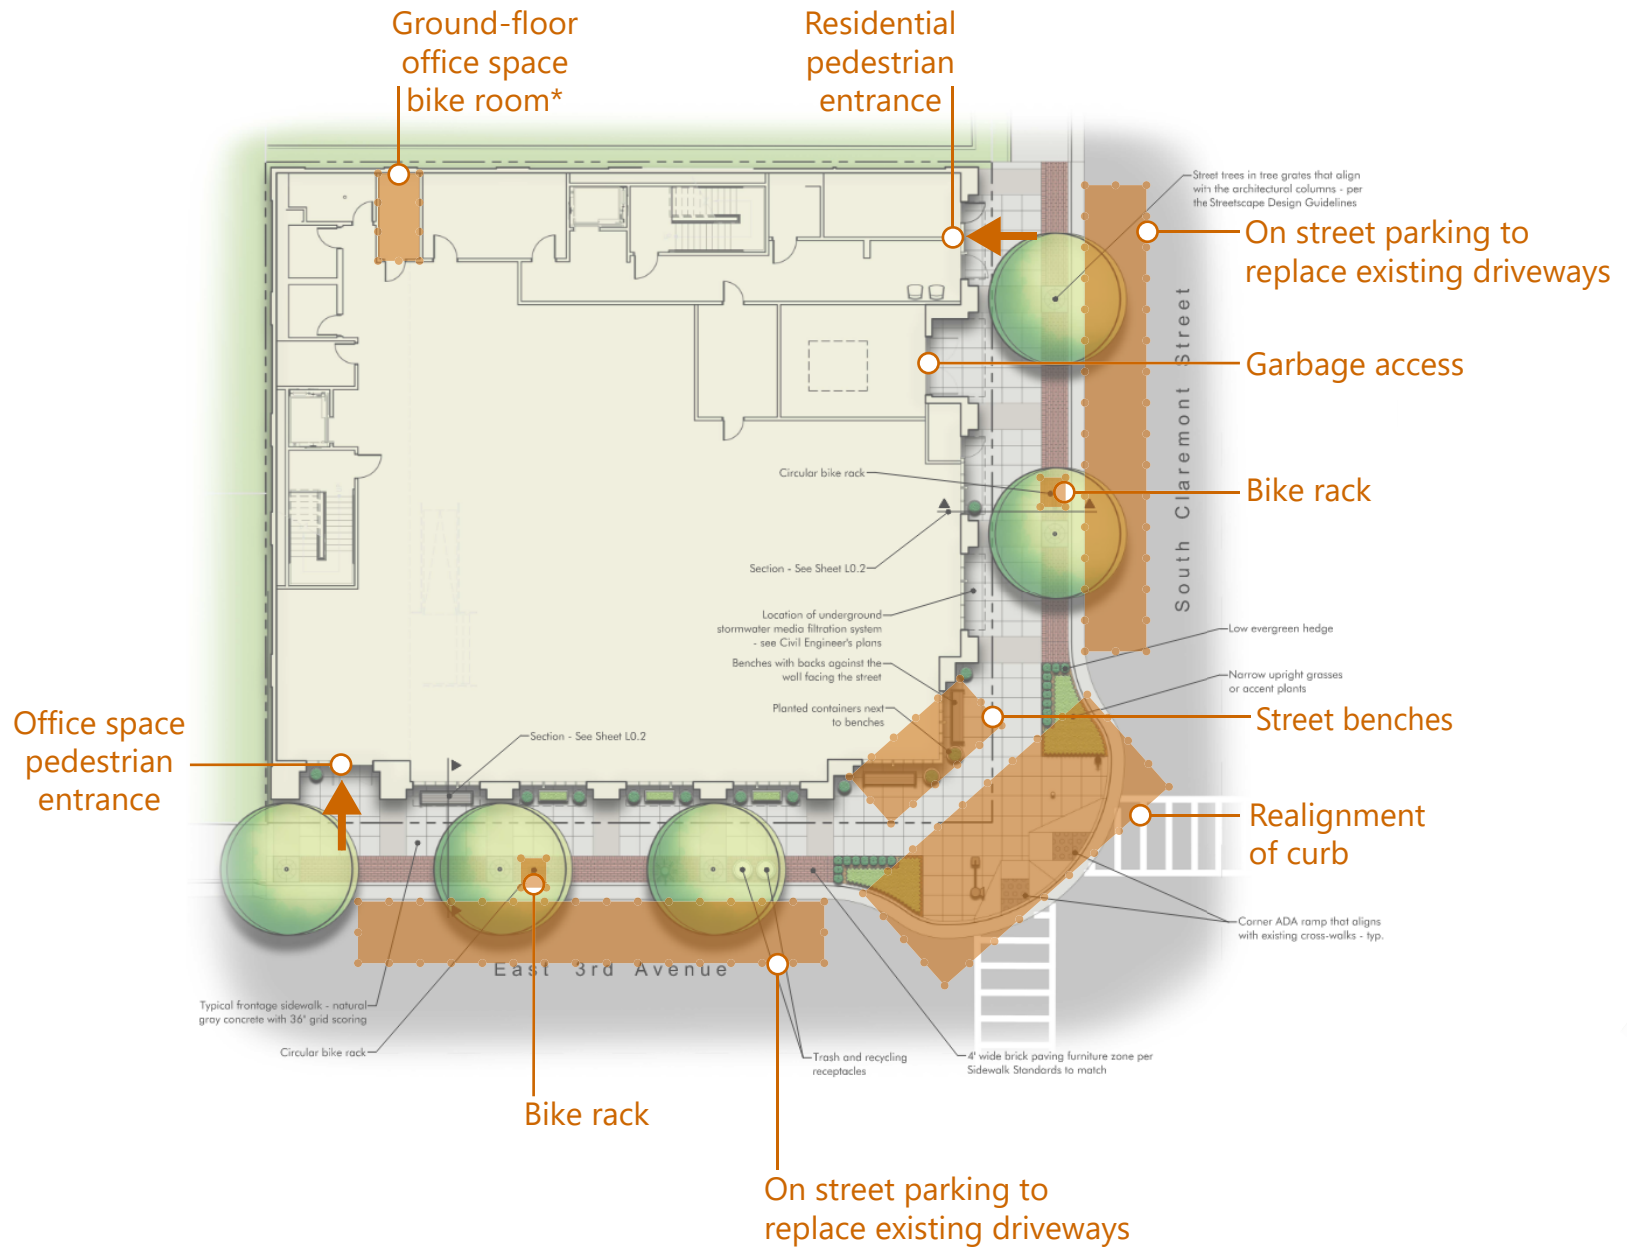 Ground-floor
office space
bike room*
Residential
pedestrian
entrance
Street trees in tree grates that align
with the architectural columns - per
the Streetscape Design Guidelines
On street parking to
replace existing driveways
South Claremont Street
Garbage access
Circular bike rack
Bike rack
Section - See Sheet L0.2
Location of underground
stormwater media filtration system
- see Civil Engineer's plans
Low evergreen hedge
Benches with backs against the
wall facing the street
Narrow upright grasses
or accent plants
Planted containers next
to benches
Street benches
Office space
pedestrian
entrance
Section - See Sheet L0.2
Realignment
of curb
Corner ADA ramp that aligns
with existing cross-walks - typ.
East 3rd Avenue
Typical frontage sidewalk - natural
gray concrete with 36" grid scoring
Circular bike rack
Trash and recycling
receptacles
4' wide brick paving furniture zone per
Sidewalk Standards to match
Bike rack
On street parking to
replace existing driveways